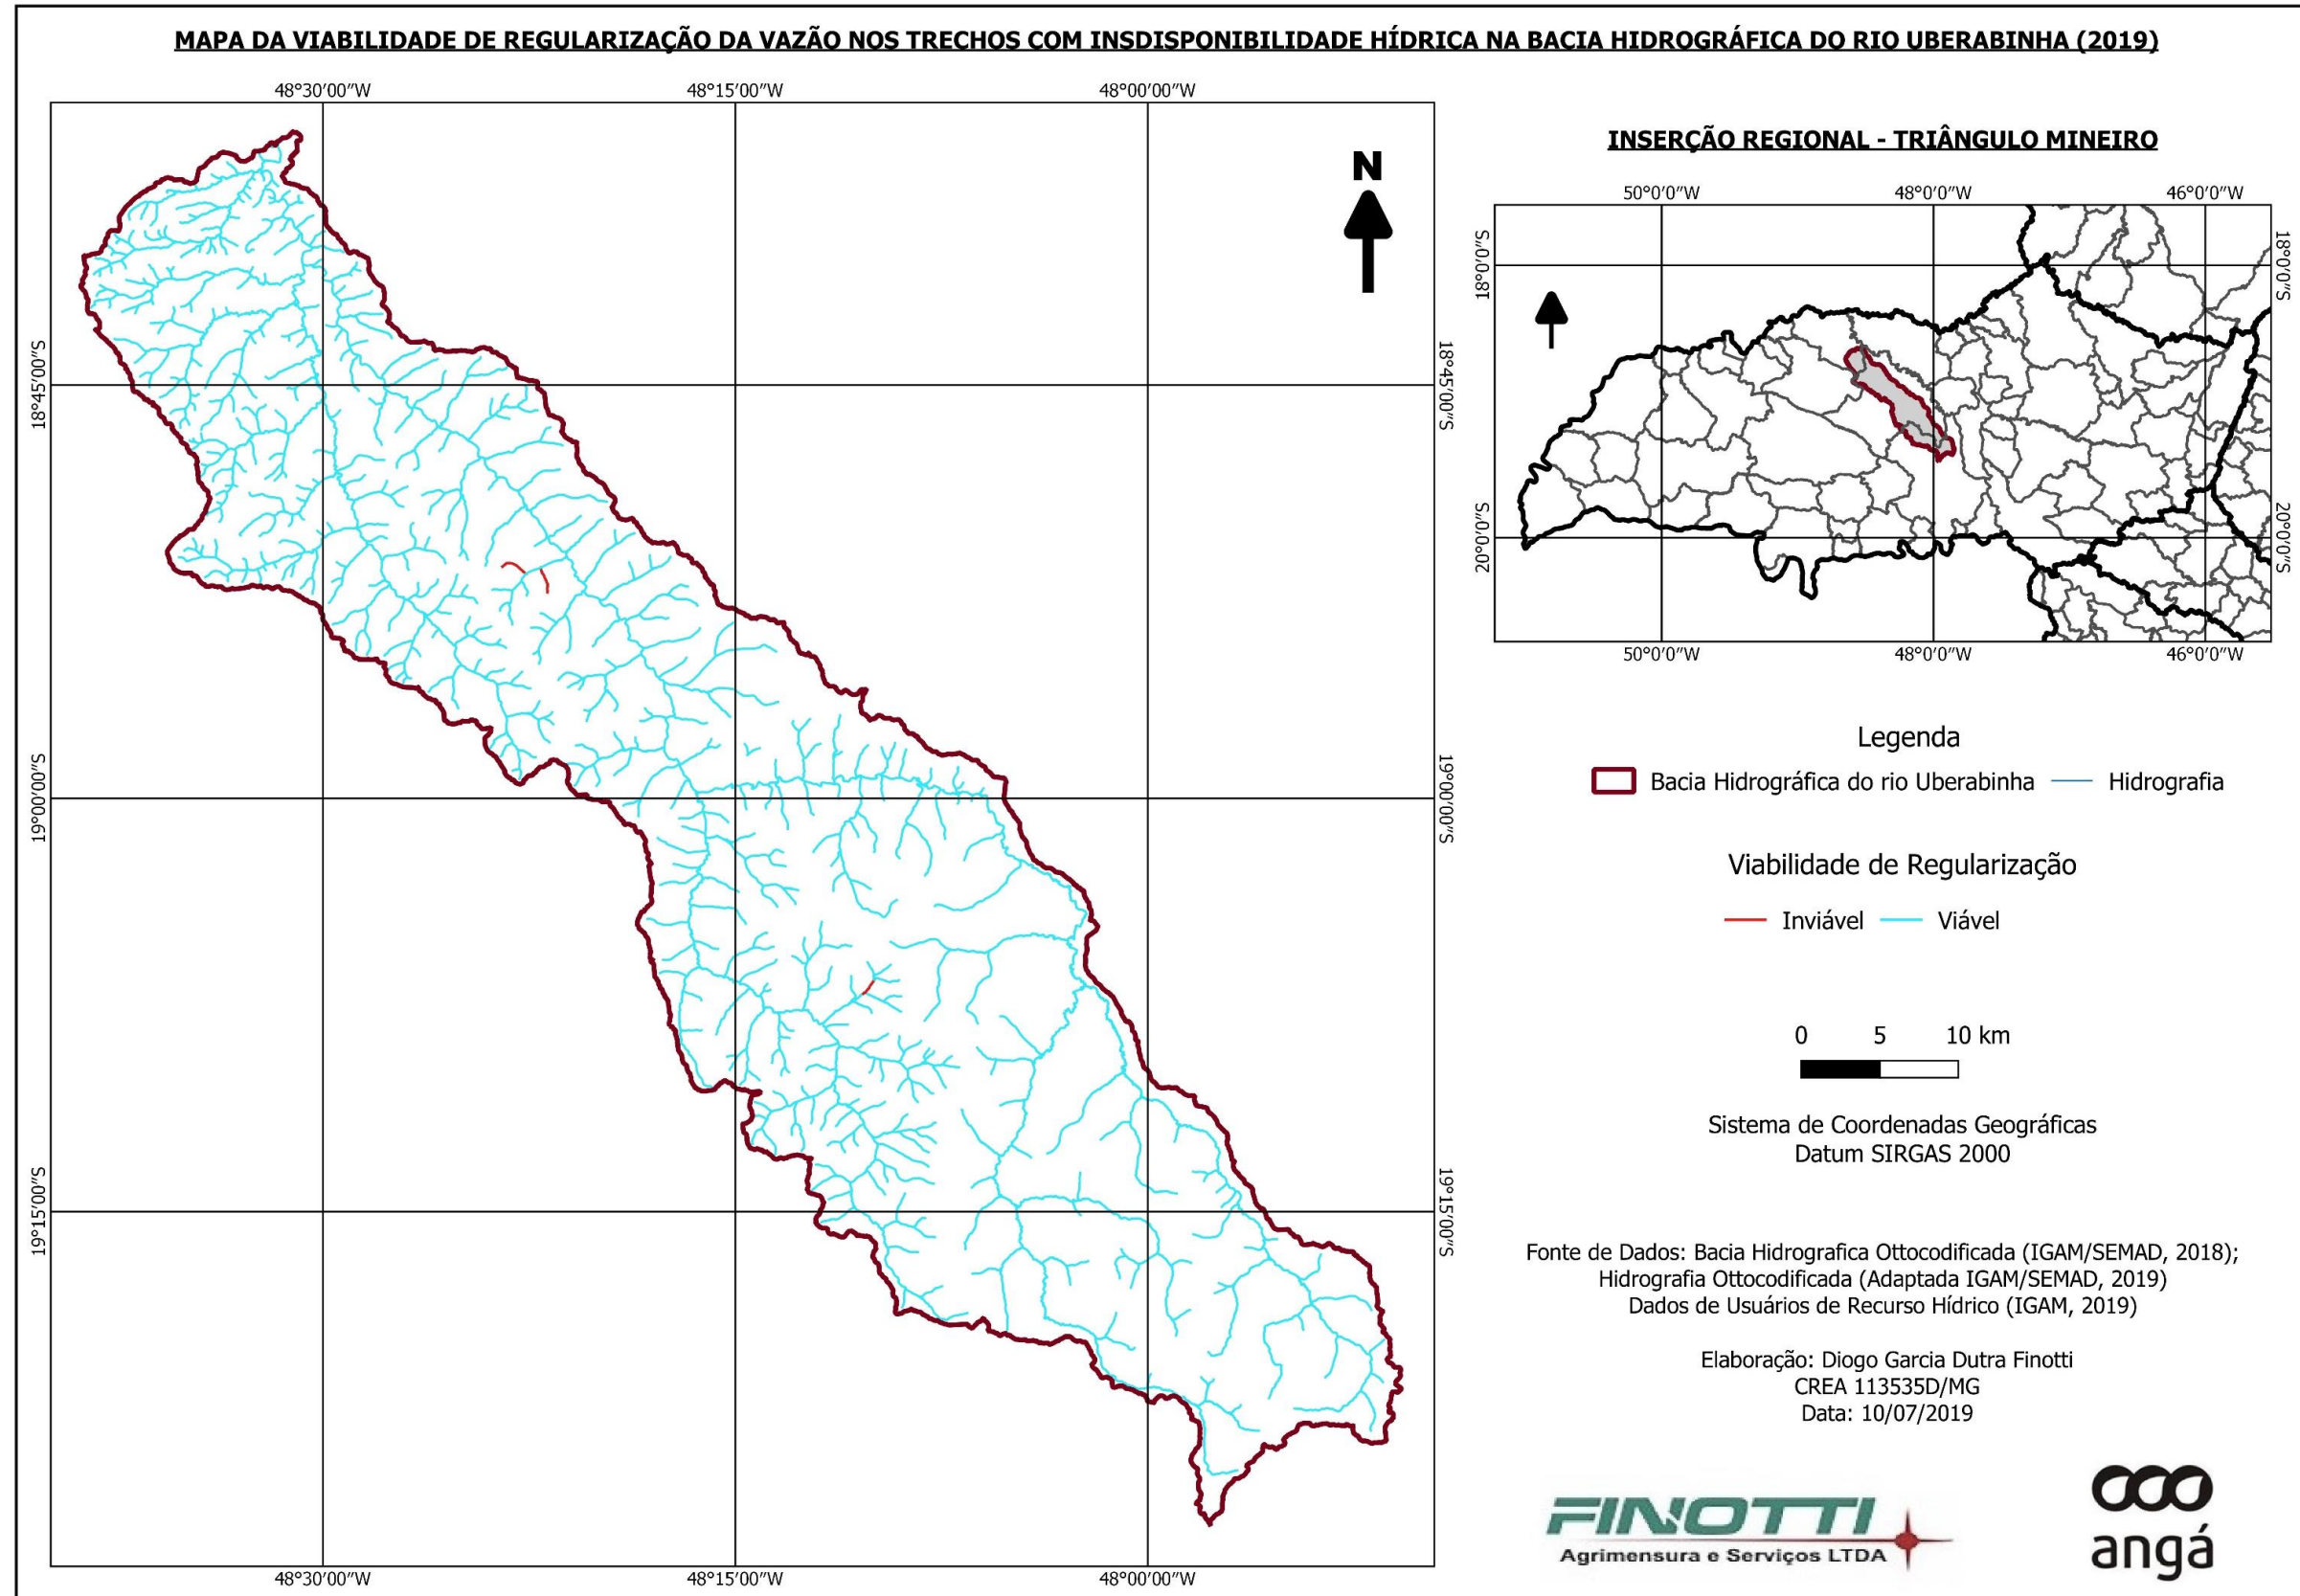 MAPA DA VIABILIDADE DE REGULARIZAÇÃO DA VAZÃO NOS TRECHOS COM INSDISPONIBILIDADE HÍDRICA NA BACIA HIDROGRÁFICA DO RIO UBERABINHA (2019)
48°30'00"W 48°15'00"W 48°00'00"W
N
18°45'00"S 18°45'00"S
19°00'00"S 19°00'00"S
19°15'00"S 19°15'00"S
48°30'00"W 48°15'00"W 48°00'00"W
INSERÇÃO REGIONAL - TRIÂNGULO MINEIRO
50°0'0"W 48°0'0"W 46°0'0"W
18°0'0"S 18°0'0"S
20°0'0"S 20°0'0"S
50°0'0"W 48°0'0"W 46°0'0"W
Legenda
Bacia Hidrográfica do rio Uberabinha Hidrografia
Viabilidade de Regularização
Inviável Viável
0 5 10 km
Sistema de Coordenadas Geográficas
Datum SIRGAS 2000
Fonte de Dados: Bacia Hidrografica Ottocodificada (IGAM/SEMAD, 2018);
Hidrografia Ottocodificada (Adaptada IGAM/SEMAD, 2019)
Dados de Usuários de Recurso Hídrico (IGAM, 2019)
Elaboração: Diogo Garcia Dutra Finotti
CREA 113535D/MG
Data: 10/07/2019
FINOTTI
Agrimensura e Serviços LTDA
angá